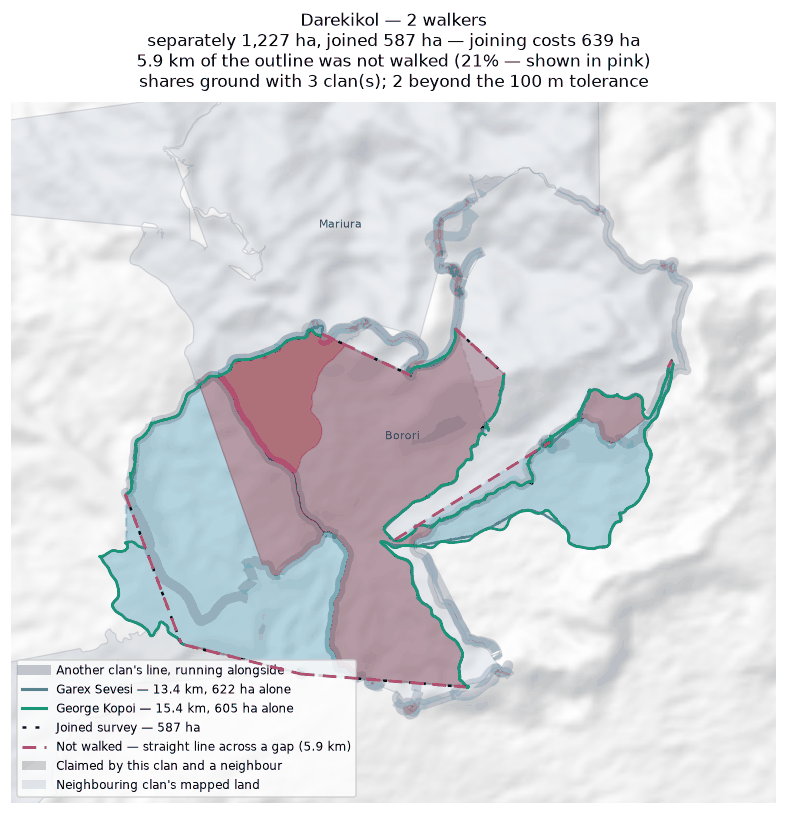 Darekikol — 2 walkers
separately 1,227 ha, joined 587 ha — joining costs 639 ha
5.9 km of the outline was not walked (21% — shown in pink)
shares ground with 3 clan(s); 2 beyond the 100 m tolerance
Mariura
Borori
Another clan's line, running alongside
Garex Sevesi — 13.4 km, 622 ha alone
George Kopoi — 15.4 km, 605 ha alone
Joined survey — 587 ha
Not walked — straight line across a gap (5.9 km)
Claimed by this clan and a neighbour
Neighbouring clan's mapped land